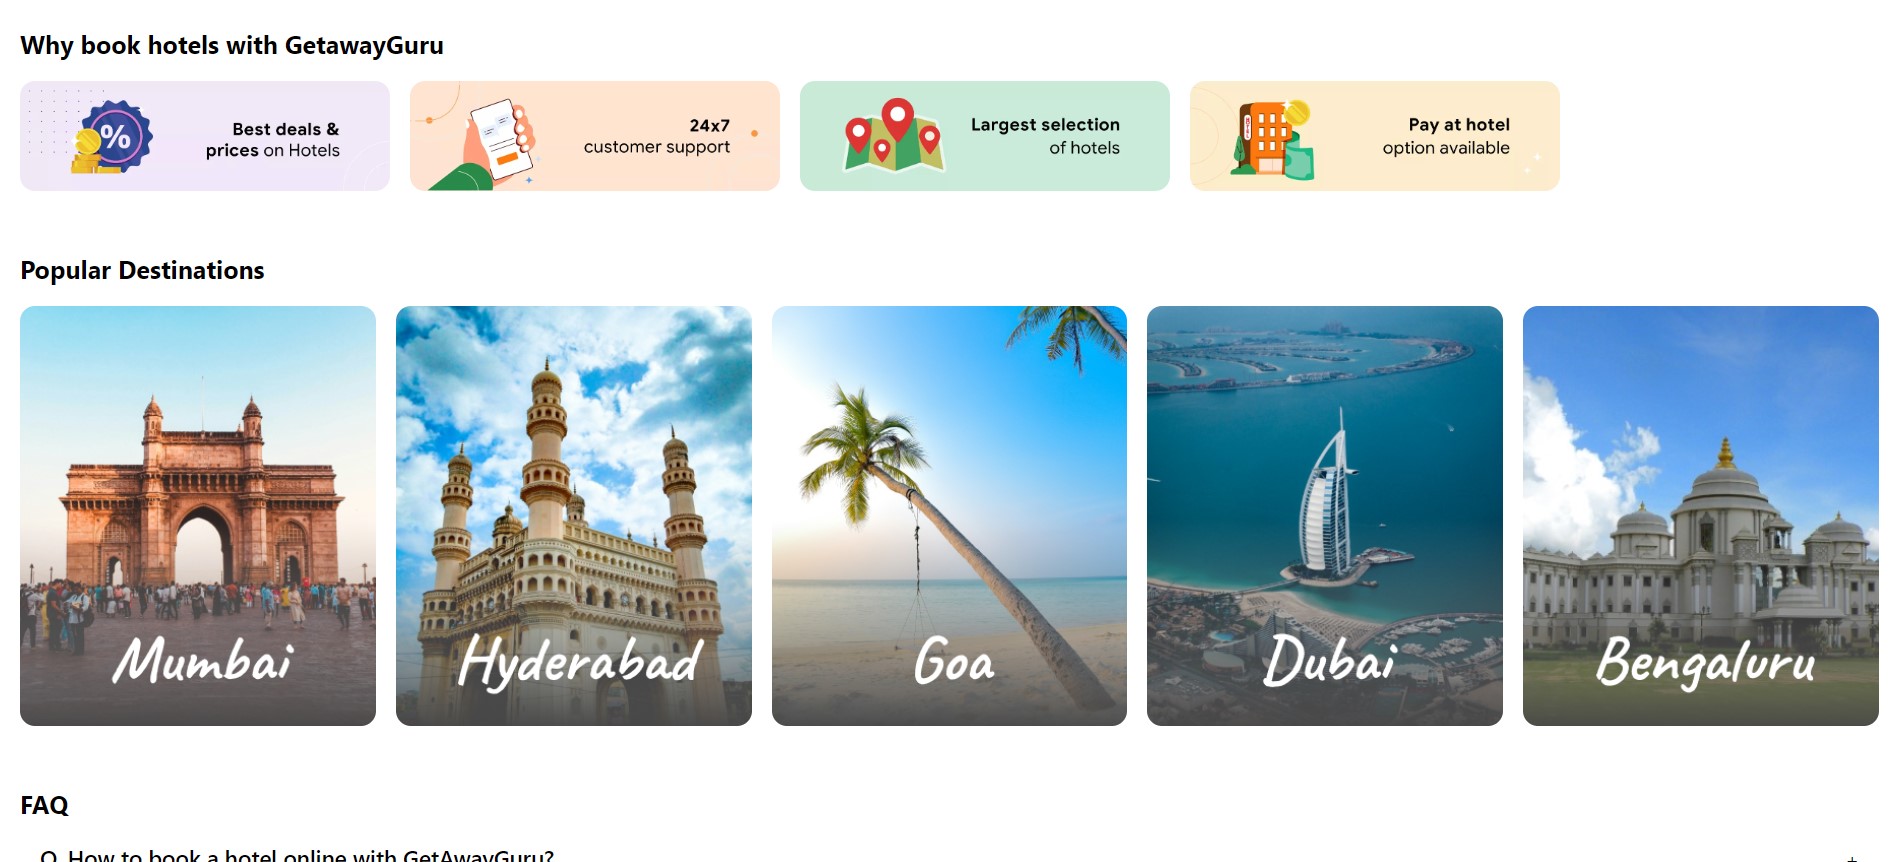 Why book hotels with GetawayGuru
%
Best deals &
prices on Hotels
24x7
customer support
Largest selection
of hotels
HOTEL
Pay at hotel
option available
Popular Destinations
Mumbai
Hyderabad
Goa
Dubai
Bengaluru
FAQ
Q. How to book a hotel online with GetAwayGuru?
+